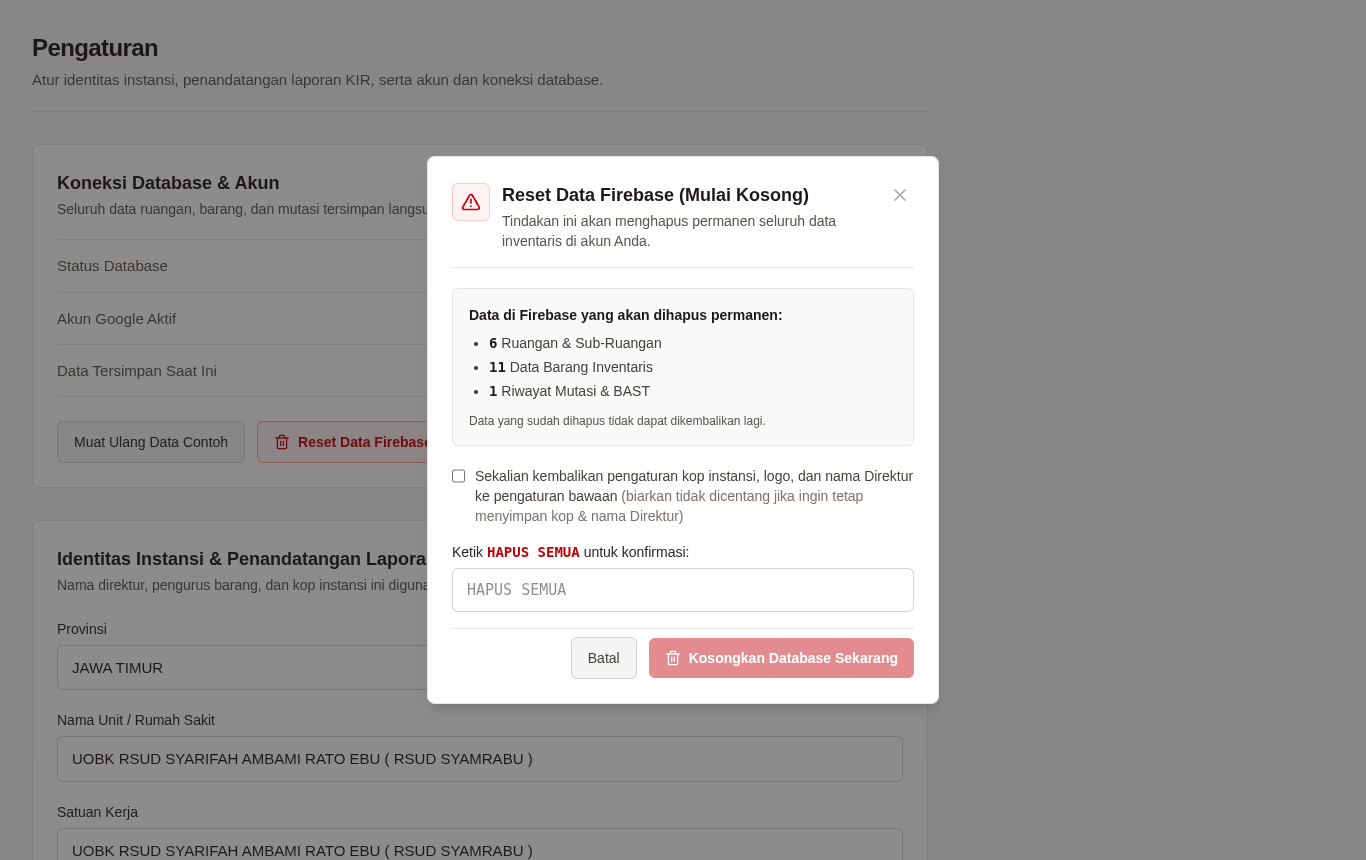 Pengaturan
Atur identitas instansi, penandatangan laporan KIR, serta akun dan koneksi database.
Koneksi Database & Akun
Seluruh data ruangan, barang, dan mutasi tersimpan
Status Database
Akun Google Aktif
Data Tersimpan Saat Ini
Muat Ulang Data Contoh
Reset Data Firebase
Identitas Instansi & Penandatangan
Nama direktur, pengurus barang, dan kop instansi ini
Provinsi
JAWA TIMUR
Nama Unit / Rumah Sakit
UOBK RSUD SYARIFAH AMBAMI RATO EBU ( RSUD SYAMRABU )
Satuan Kerja
UOBK RSUD SYARIFAH AMBAMI RATO EBU ( RSUD SYAMRABU )
Reset Data Firebase (Mulai Kosong)
Tindakan ini akan menghapus permanen seluruh data
inventaris di akun Anda.
Data di Firebase yang akan dihapus permanen:
• 6 Ruangan & Sub-Ruangan
• 11 Data Barang Inventaris
• 1 Riwayat Mutasi & BAST
Data yang sudah dihapus tidak dapat dikembalikan lagi.
Sekalian kembalikan pengaturan kop instansi, logo, dan nama Direktur
ke pengaturan bawaan (biarkan tidak dicentang jika ingin tetap
menyimpan kop & nama Direktur)
Ketik HAPUS SEMUA untuk konfirmasi:
HAPUS SEMUA
Batal
Kosongkan Database Sekarang